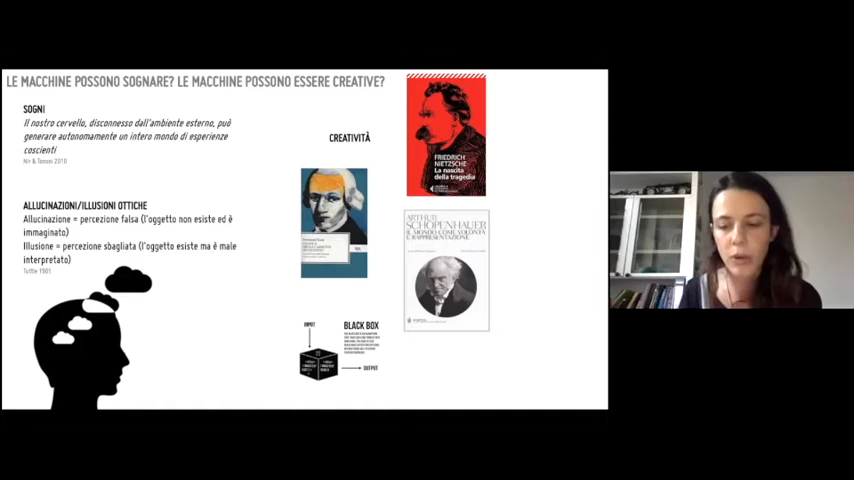 LE MACCHINE POSSONO SOGNARE? LE MACCHINE POSSONO ESSERE CREATIVE?
SOGNI
Il nostro cervello, disconnesso dall'ambiente esterno, può
generare autonomamente un intero mondo di esperienze
coscienti
Nir & Tononi 2010
ALLUCINAZIONI/ILLUSIONI OTTICHE
Allucinazione = percezione falsa (l'oggetto non esiste ed è
immaginato)
Illusione = percezione sbagliata (l'oggetto esiste ma è male
interpretato)
Tuttle 1901
CREATIVITÀ
INPUT
BLACK BOX
OUTPUT
FRIEDRICH
NIETZSCHE
La nascita
della tragedia
ARTHUR
SCHOPENHAUER
IL MONDO COME VOLONTÀ
E RAPPRESENTAZIONE